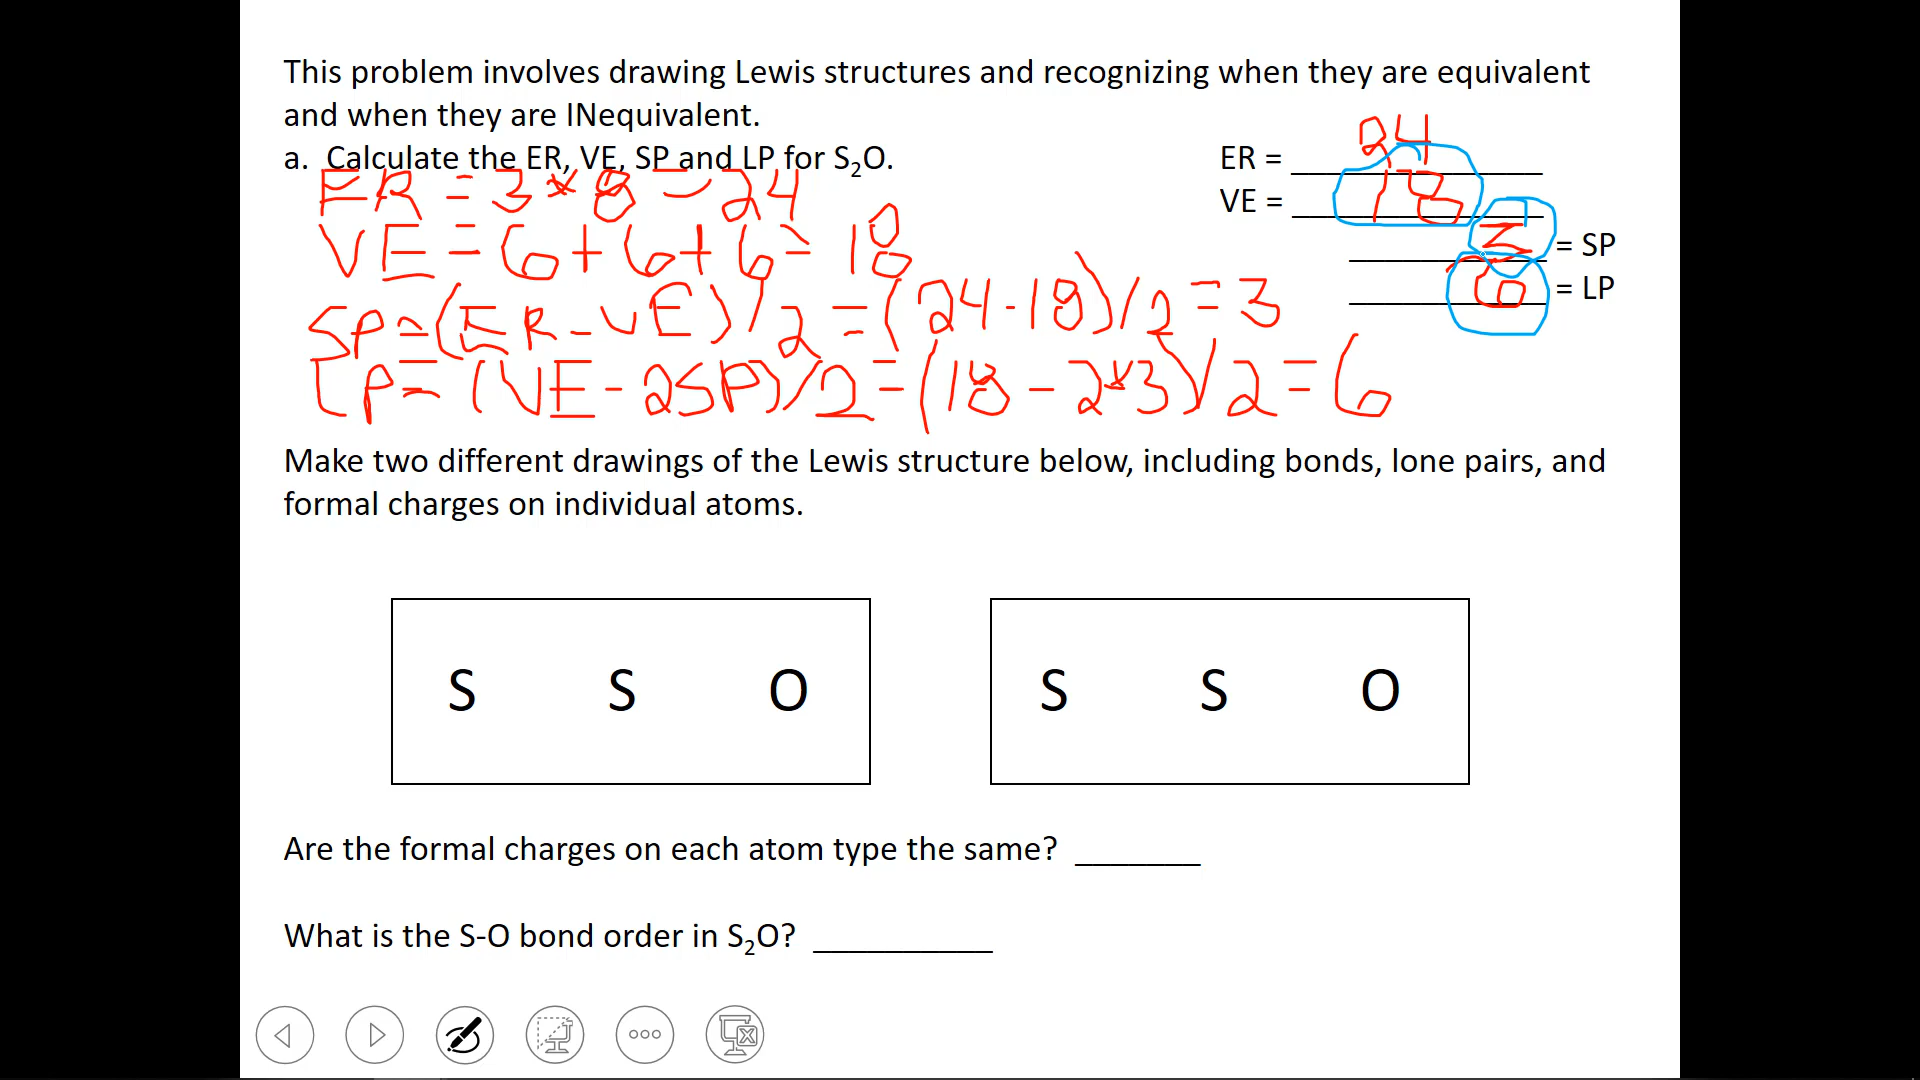 This problem involves drawing Lewis structures and recognizing when they are equivalent
and when they are INequivalent.
a. Calculate the ER, VE, SP and LP for S₂O.
ER = 24
VE = 18
= SP
6 = LP
ER = 3*8 = 24
VE = 6+6+6 = 18
SP = (ER-VE)/2 = (24-18)/2 = 3
LP = (VE-2SP)/2 = (18-2*3)/2 = 6
Make two different drawings of the Lewis structure below, including bonds, lone pairs, and
formal charges on individual atoms.
S S O
S S O
Are the formal charges on each atom type the same? _______
What is the S-O bond order in S₂O? __________